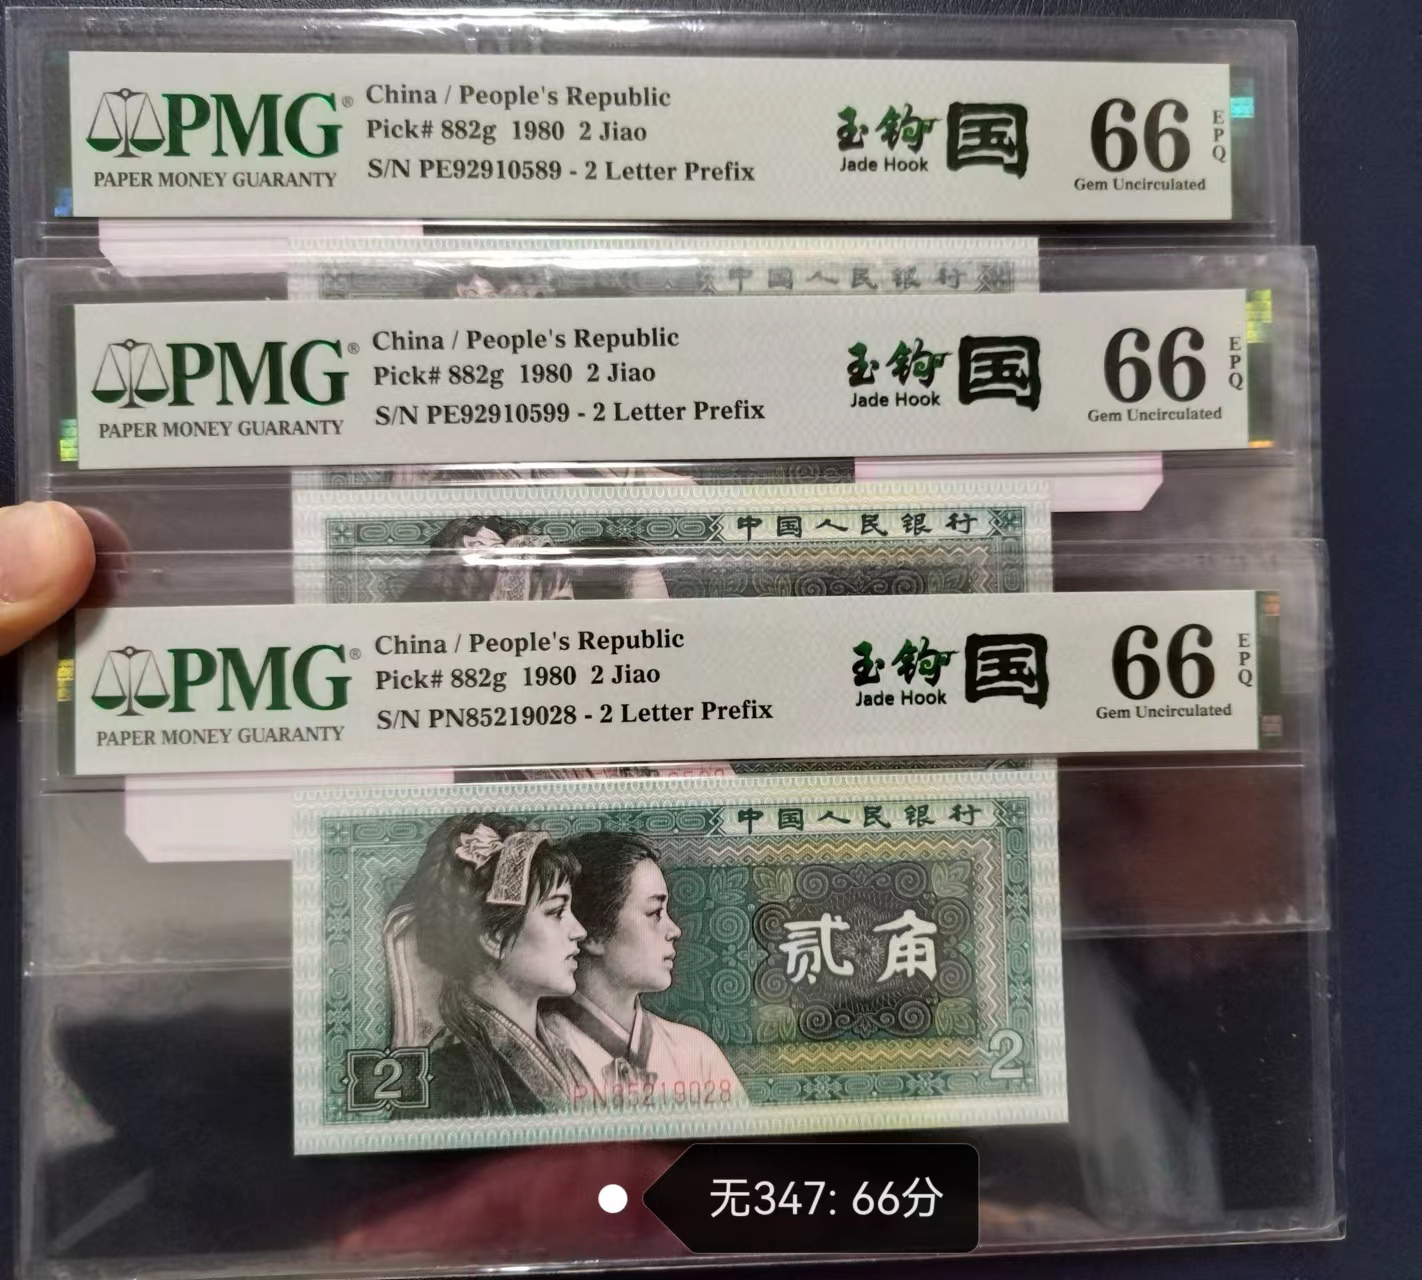 PMG®
PAPER MONEY GUARANTY
China / People's Republic
Pick# 882g 1980 2 Jiao
S/N PE92910589 - 2 Letter Prefix
玉钩 国
Jade Hook
66 EPQ
Gem Uncirculated
中国人民银行
PMG®
PAPER MONEY GUARANTY
China / People's Republic
Pick# 882g 1980 2 Jiao
S/N PE92910599 - 2 Letter Prefix
玉钩 国
Jade Hook
66 EPQ
Gem Uncirculated
中国人民银行
PMG®
PAPER MONEY GUARANTY
China / People's Republic
Pick# 882g 1980 2 Jiao
S/N PN85219028 - 2 Letter Prefix
玉钩 国
Jade Hook
66 EPQ
Gem Uncirculated
中国人民银行
贰角
2
2
PN85219028
无347: 66分